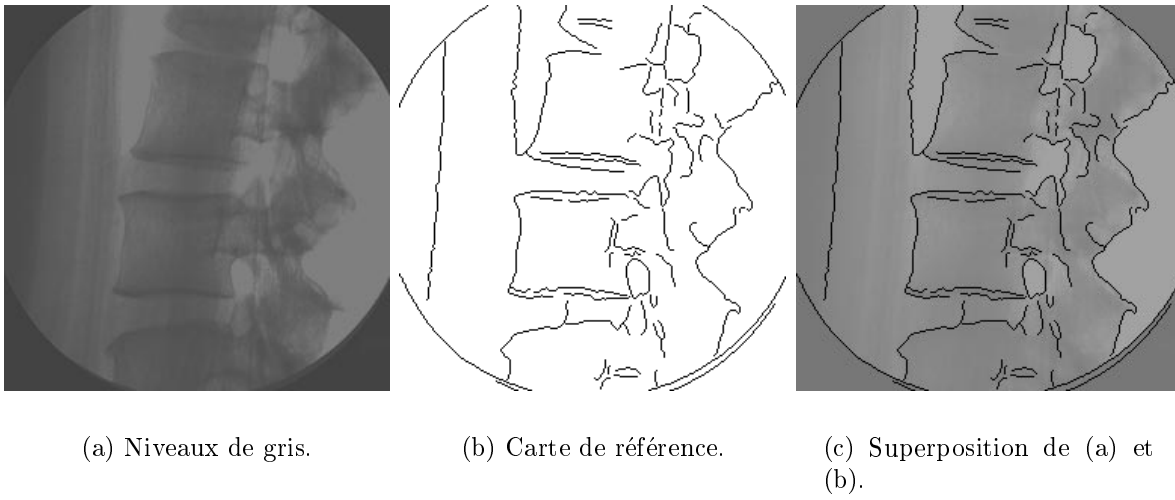 (a) Niveaux de gris.
(b) Carte de référence.
(c) Superposition de (a) et
(b).